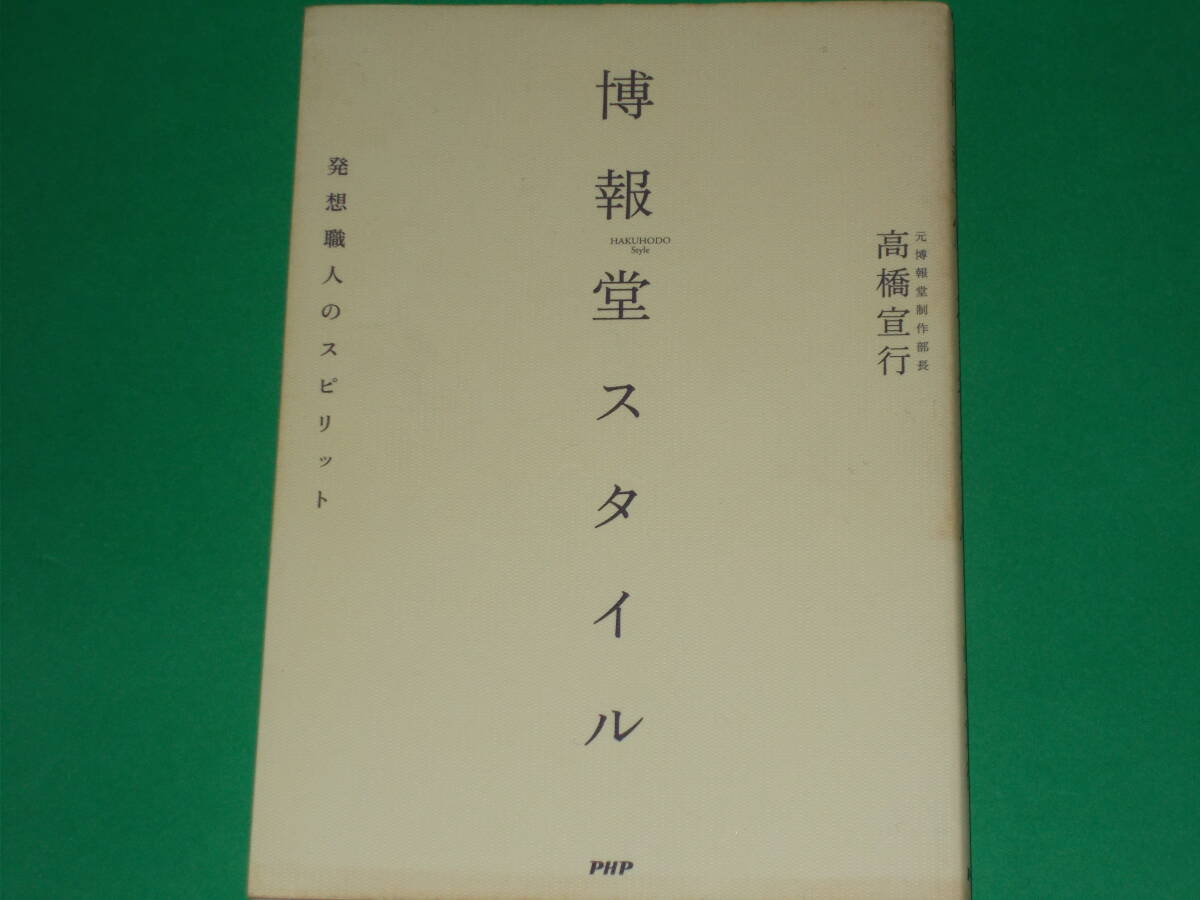 元博報堂制作部長
高橋宣行
博報堂スタイル
HAKUHODO
Style
発想職人のスピリット
PHP